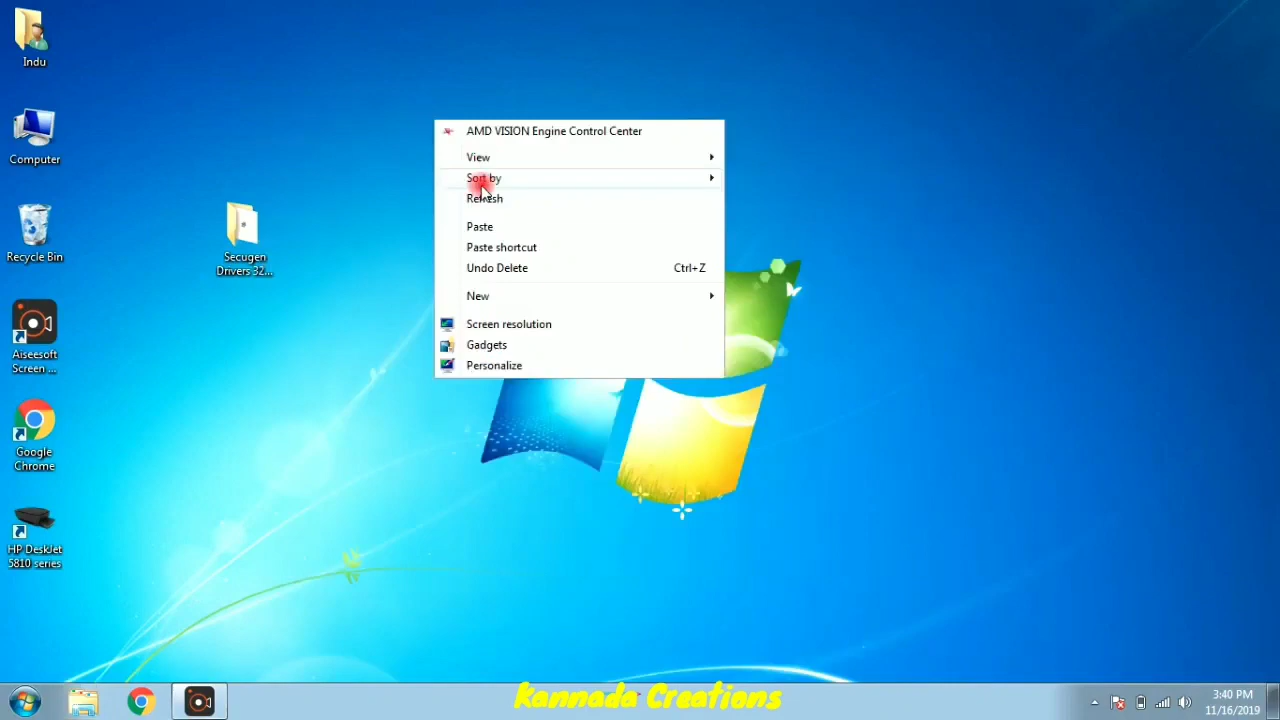 Indu
Computer
Recycle Bin
Aiseesoft
Screen ...
Google
Chrome
HP DeskJet
5810 series
Secugen
Drivers 32...
AMD VISION Engine Control Center
View
Sort by
Refresh
Paste
Paste shortcut
Undo Delete Ctrl+Z
New
Screen resolution
Gadgets
Personalize
Kannada Creations
3:40 PM
11/16/2019